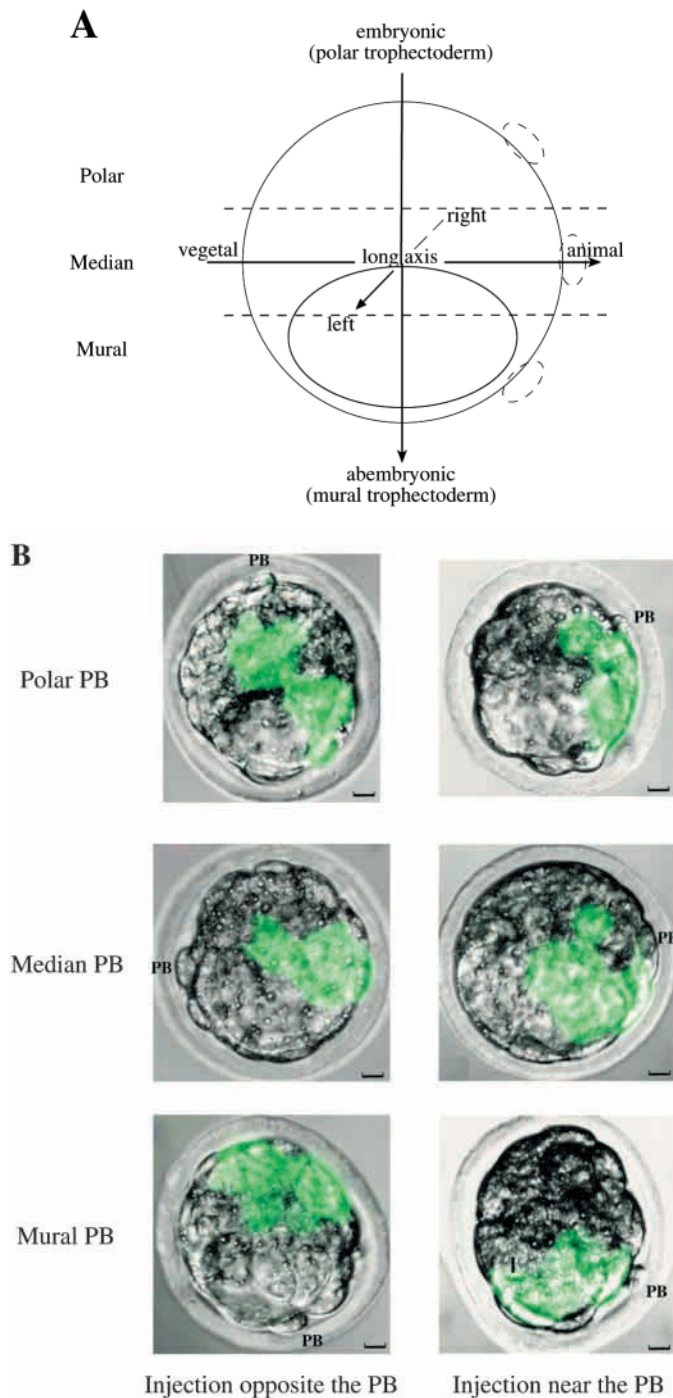 A
embryonic
(polar trophectoderm)
Polar
right
vegetal
long axis
animal
Median
left
Mural
abembryonic
(mural trophectoderm)
B
PB
PB
Polar PB
PB
PB
Median PB
Mural PB
PB
PB
Injection opposite the PB
Injection near the PB